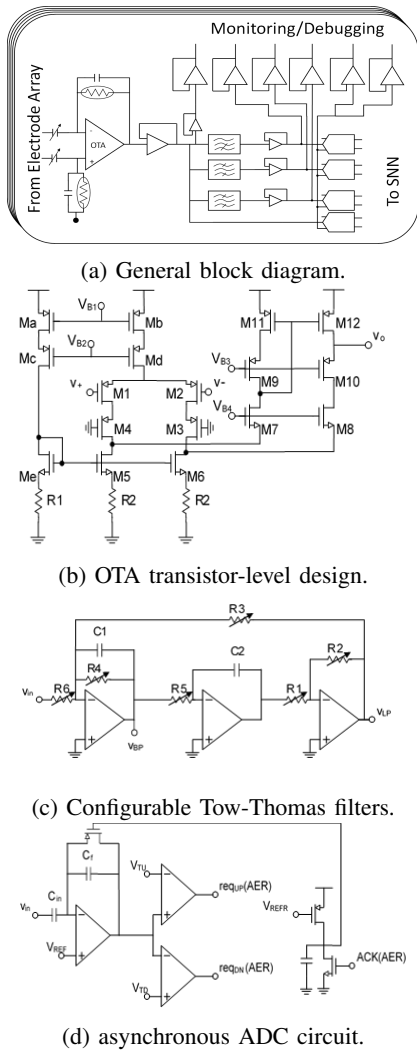 Monitoring/Debugging
From Electrode Array
OTA
To SNN
(a) General block diagram.
VB1
Ma
Mb
VB2
Mc
Md
V+
M1
M2
V-
M4
M3
Me
M5
M6
R1
R2
R2
M11
M12
Vo
VB3
M9
M10
VB4
M7
M8
(b) OTA transistor-level design.
R3
C1
R4
C2
R2
Vin
R6
R5
R1
VBP
VLP
(c) Configurable Tow-Thomas filters.
Cf
Cin
Vin
VREF
VTU
reqUP(AER)
VTD
reqDN(AER)
VREFR
ACK(AER)
(d) asynchronous ADC circuit.